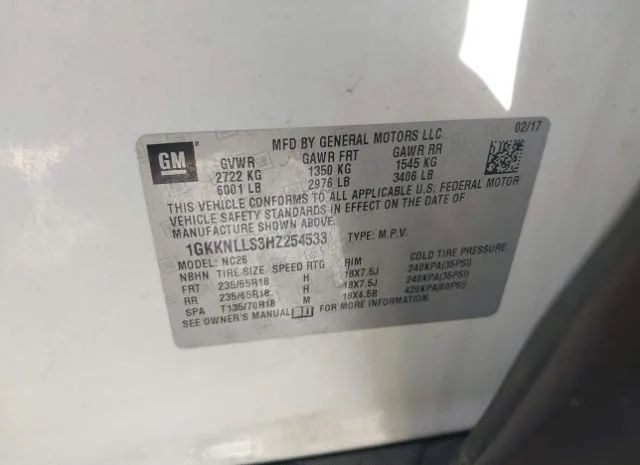 MFD BY GENERAL MOTORS LLC 02/17
GM GVWR GAWR FRT GAWR RR
2722 KG 1350 KG 1545 KG
6001 LB 2976 LB 3406 LB
THIS VEHICLE CONFORMS TO ALL APPLICABLE U.S. FEDERAL MOTOR
VEHICLE SAFETY STANDARDS IN EFFECT ON THE DATE OF
MANUFACTURE SHOWN ABOVE.
1GKKNLLS3HZ254533 TYPE: M.P.V.
MODEL: NC26
NBHN TIRE SIZE SPEED RTG RIM COLD TIRE PRESSURE
FRT 235/65R18 H 18X7.5J 240KPA(35PSI)
RR 235/65R18 H 18X7.5J 240KPA(35PSI)
SPA T135/70R18 M 18X4.5B 420KPA(60PSI)
SEE OWNER'S MANUAL FOR MORE INFORMATION.